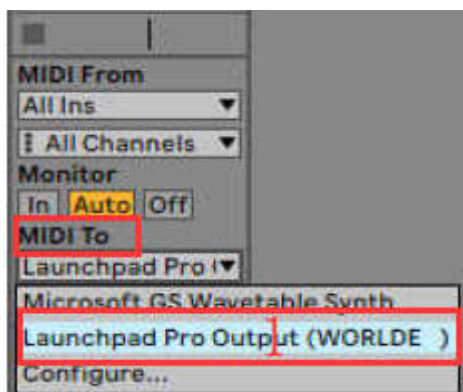 MIDI From
All Ins
All Channels
Monitor
In Auto Off
MIDI To
Launchpad Pro (
Microsoft GS Wavetable Synth
Launchpad Pro Output (WORLDE )
Configure...